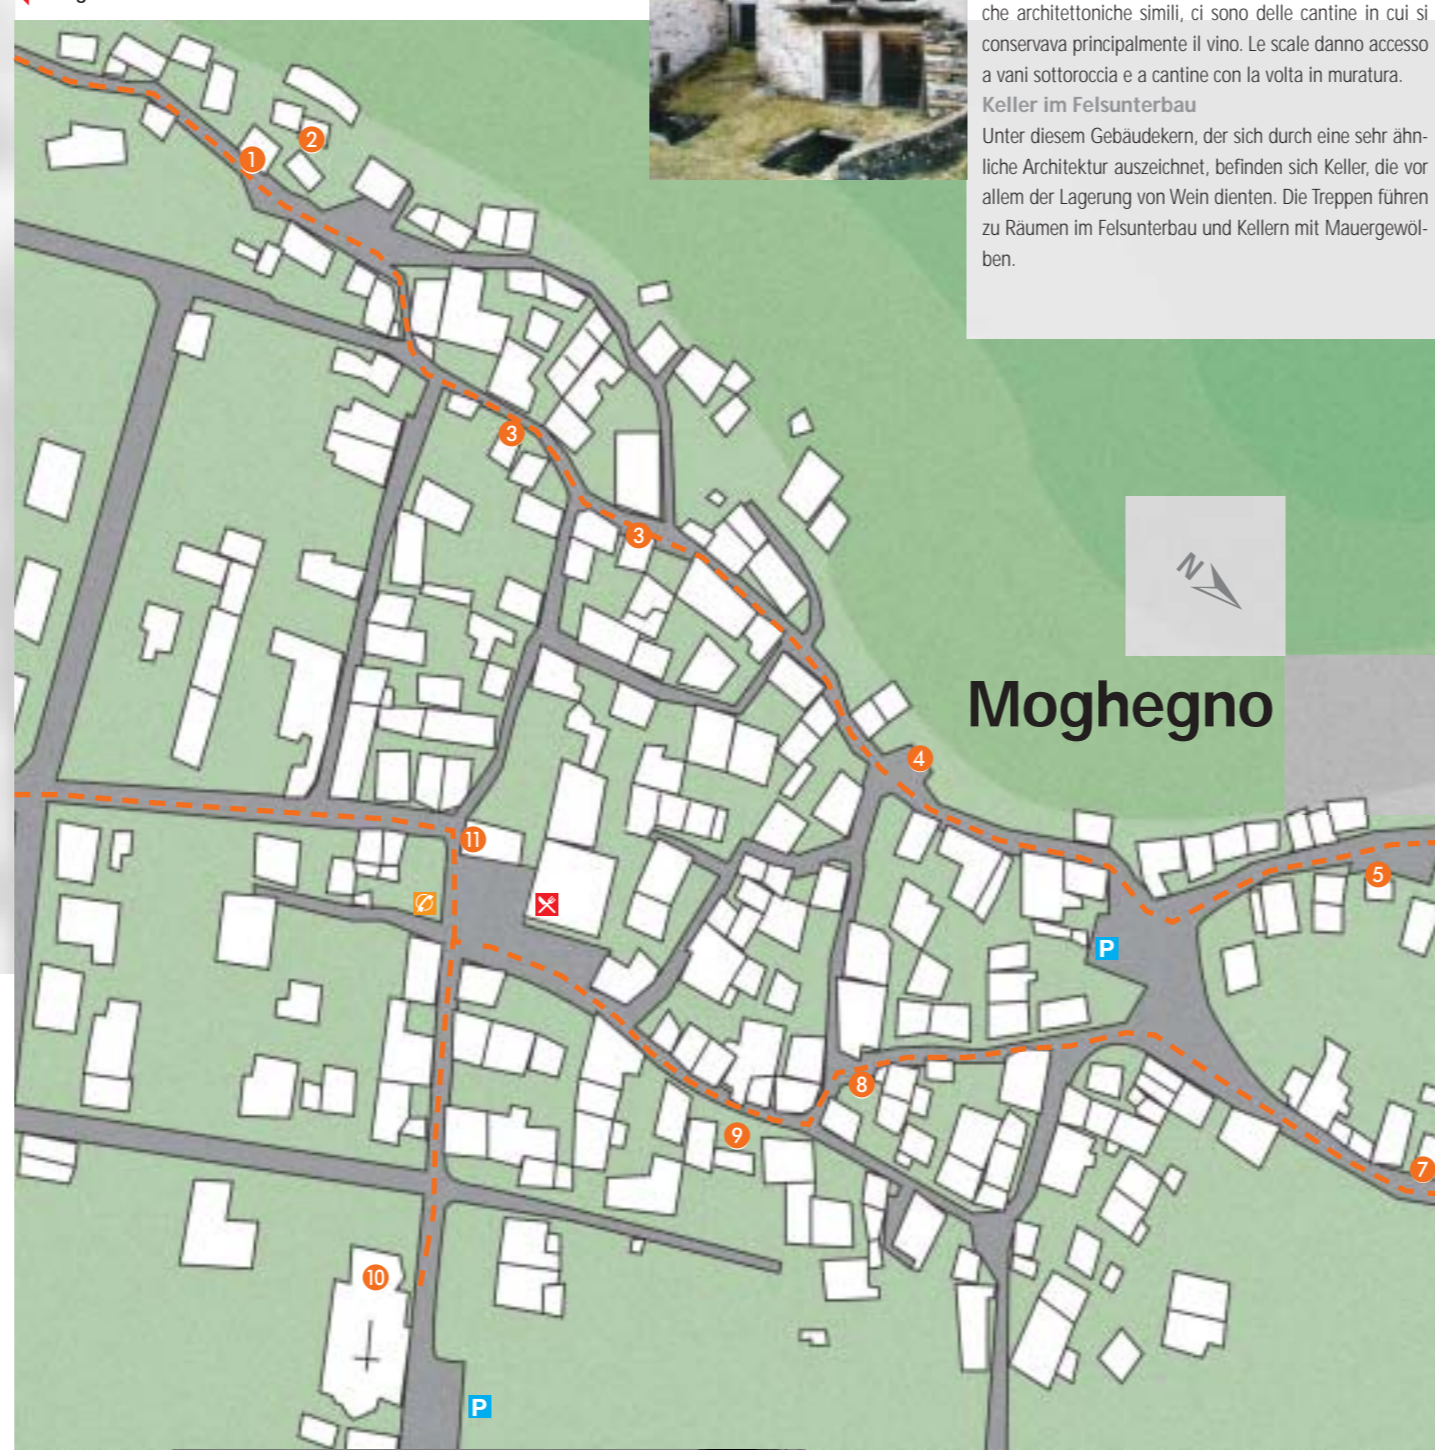 che architettoniche simili, ci sono delle cantine in cui si
conservava principalmente il vino. Le scale danno accesso
a vani sottoroccia e a cantine con la volta in muratura.
Keller im Felsunterbau
Unter diesem Gebäudekern, der sich durch eine sehr ähn-
liche Architektur auszeichnet, befinden sich Keller, die vor
allem der Lagerung von Wein dienten. Die Treppen führen
zu Räumen im Felsunterbau und Kellern mit Mauergewöl-
ben.
1
2
3
3
N
Moghegno
4
11
5
P
8
9
7
10
P